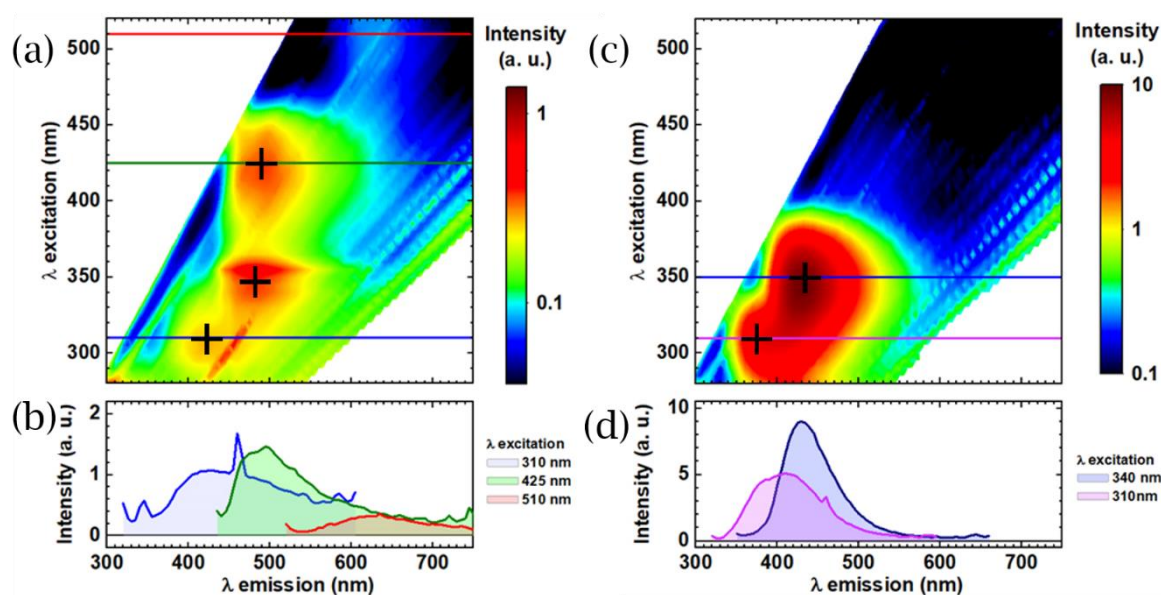 (a)
500
450
400
350
300
λ excitation (nm)
Intensity
(a. u.)
1
0.1
(c)
500
450
400
350
300
λ excitation (nm)
Intensity
(a. u.)
10
1
0.1
(b)
2
1
0
Intensity (a. u.)
300 400 500 600 700
λ emission (nm)
λ excitation
310 nm
425 nm
510 nm
(d)
10
5
0
Intensity (a. u.)
300 400 500 600 700
λ emission (nm)
λ excitation
340 nm
310nm